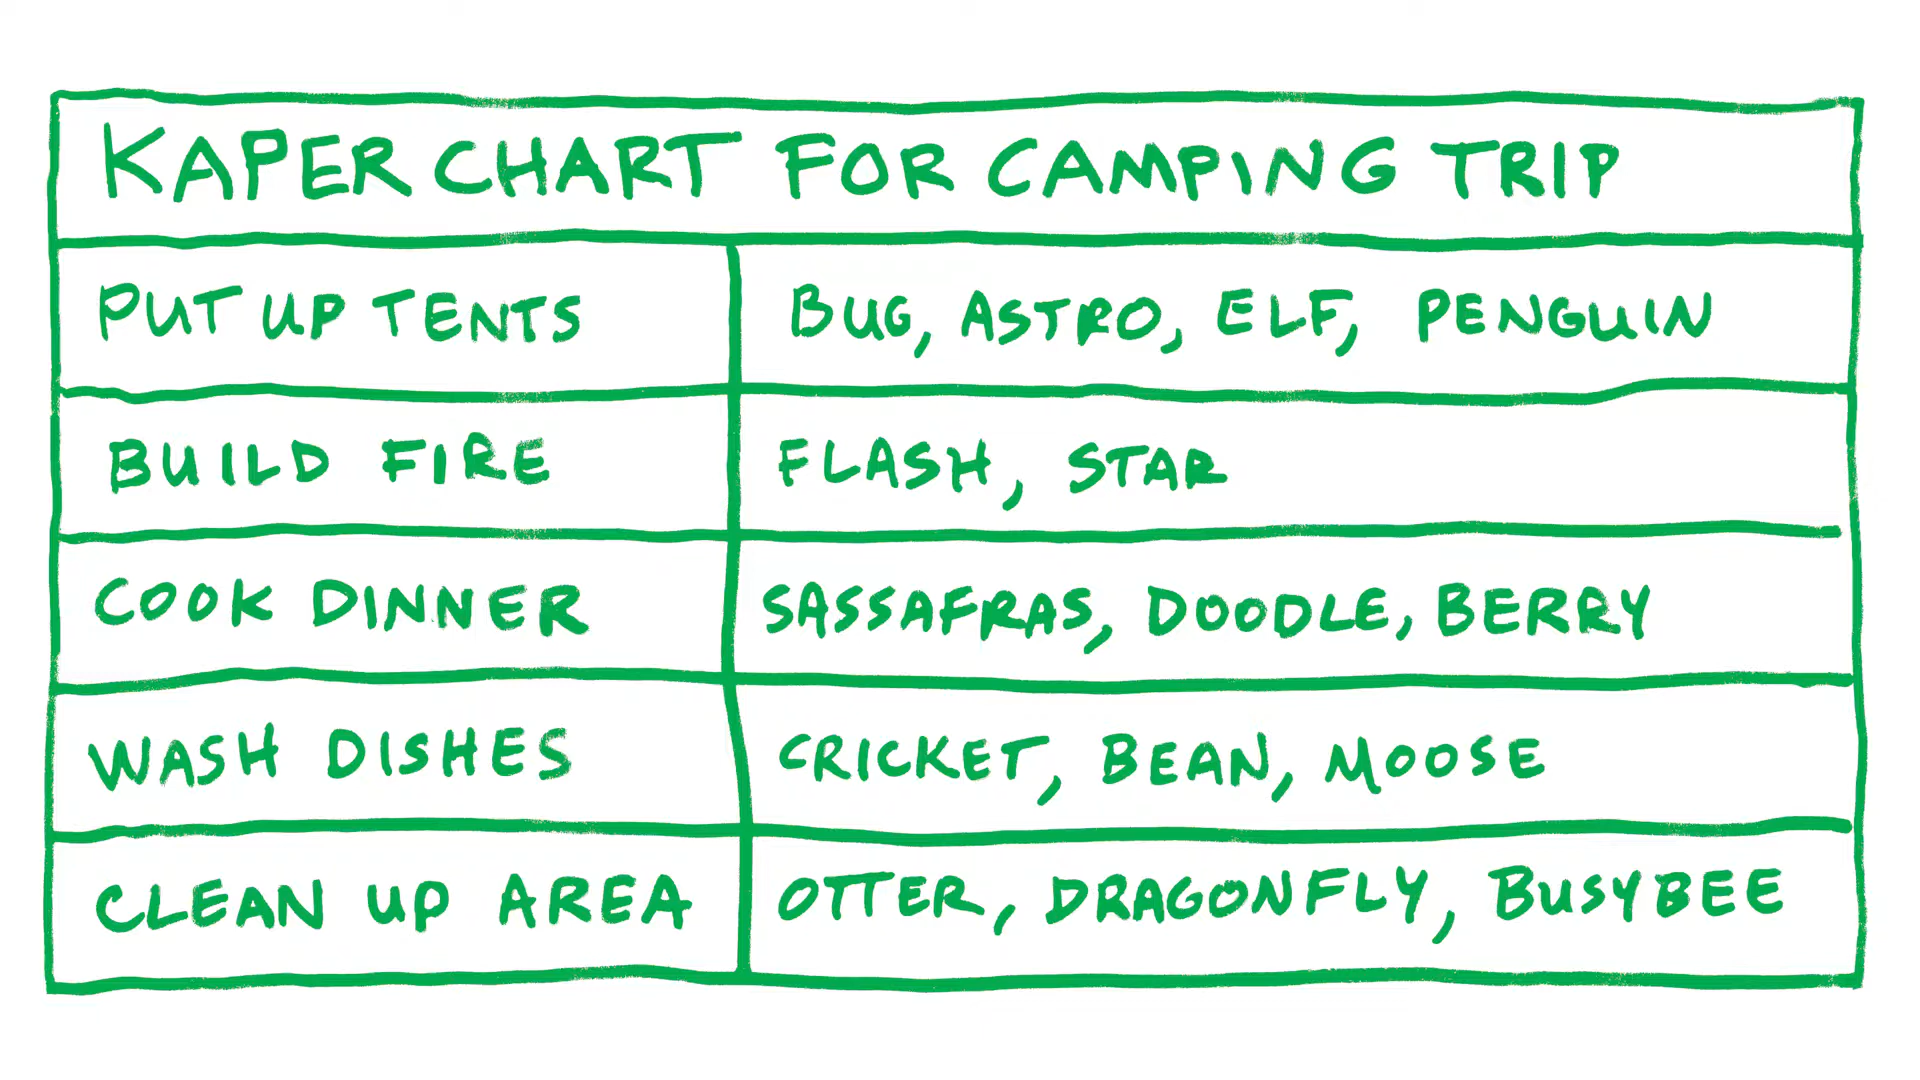 KAPER CHART FOR CAMPING TRIP
PUT UP TENTS BUG, ASTRO, ELF, PENGUIN
BUILD FIRE FLASH, STAR
COOK DINNER SASSAFRAS, DOODLE, BERRY
WASH DISHES CRICKET, BEAN, MOOSE
CLEAN UP AREA OTTER, DRAGONFLY, BUSYBEE